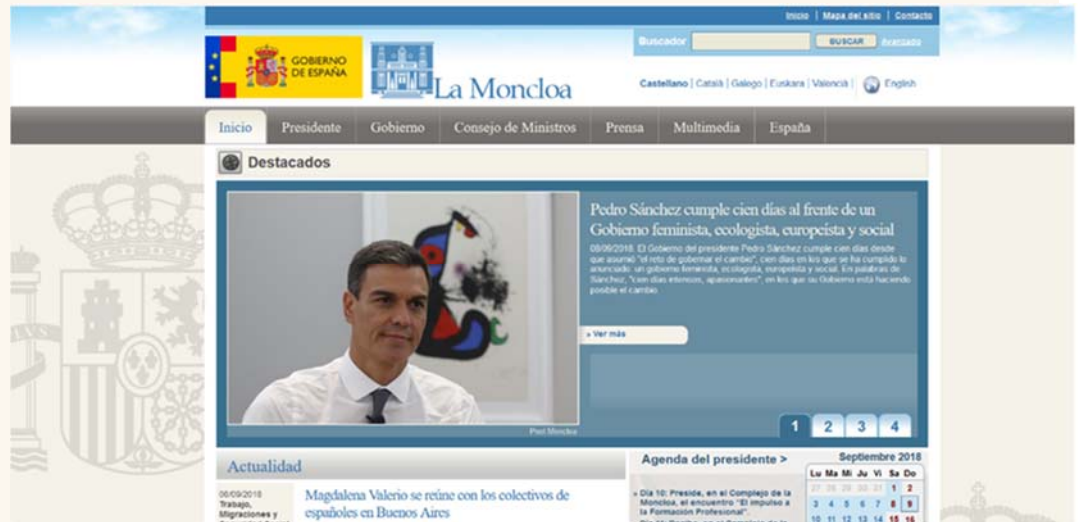 Inicio | Mapa del sitio | Contacto
Buscador BUSCAR Avanzado
GOBIERNO
DE ESPAÑA
La Moncloa
Castellano | Català | Galego | Euskara | Valencià | English
Inicio Presidente Gobierno Consejo de Ministros Prensa Multimedia España
Destacados
Pedro Sánchez cumple cien días al frente de un
Gobierno feminista, ecologista, europeísta y social
08/09/2018. El Gobierno del presidente Pedro Sánchez cumple cien días desde
que asumió "el reto de gobernar el cambio", cien días en los que se ha cumplido lo
anunciado: un gobierno feminista, ecologista, europeísta y social. En palabras de
Sánchez, "cien días intensos, apasionantes", en los que su Gobierno está haciendo
posible el cambio.
» Ver más
Pool Moncloa
1 2 3 4
Actualidad
08/09/2018
Trabajo,
Migraciones y
Magdalena Valerio se reúne con los colectivos de
españoles en Buenos Aires
Agenda del presidente >
» Día 10: Preside, en el Complejo de la
Moncloa, el encuentro "El impulso a
la Formación Profesional".
Septiembre 2018
Lu Ma Mi Ju Vi Sa Do
27 28 29 30 31 1 2
3 4 5 6 7 8 9
10 11 12 13 14 15 16